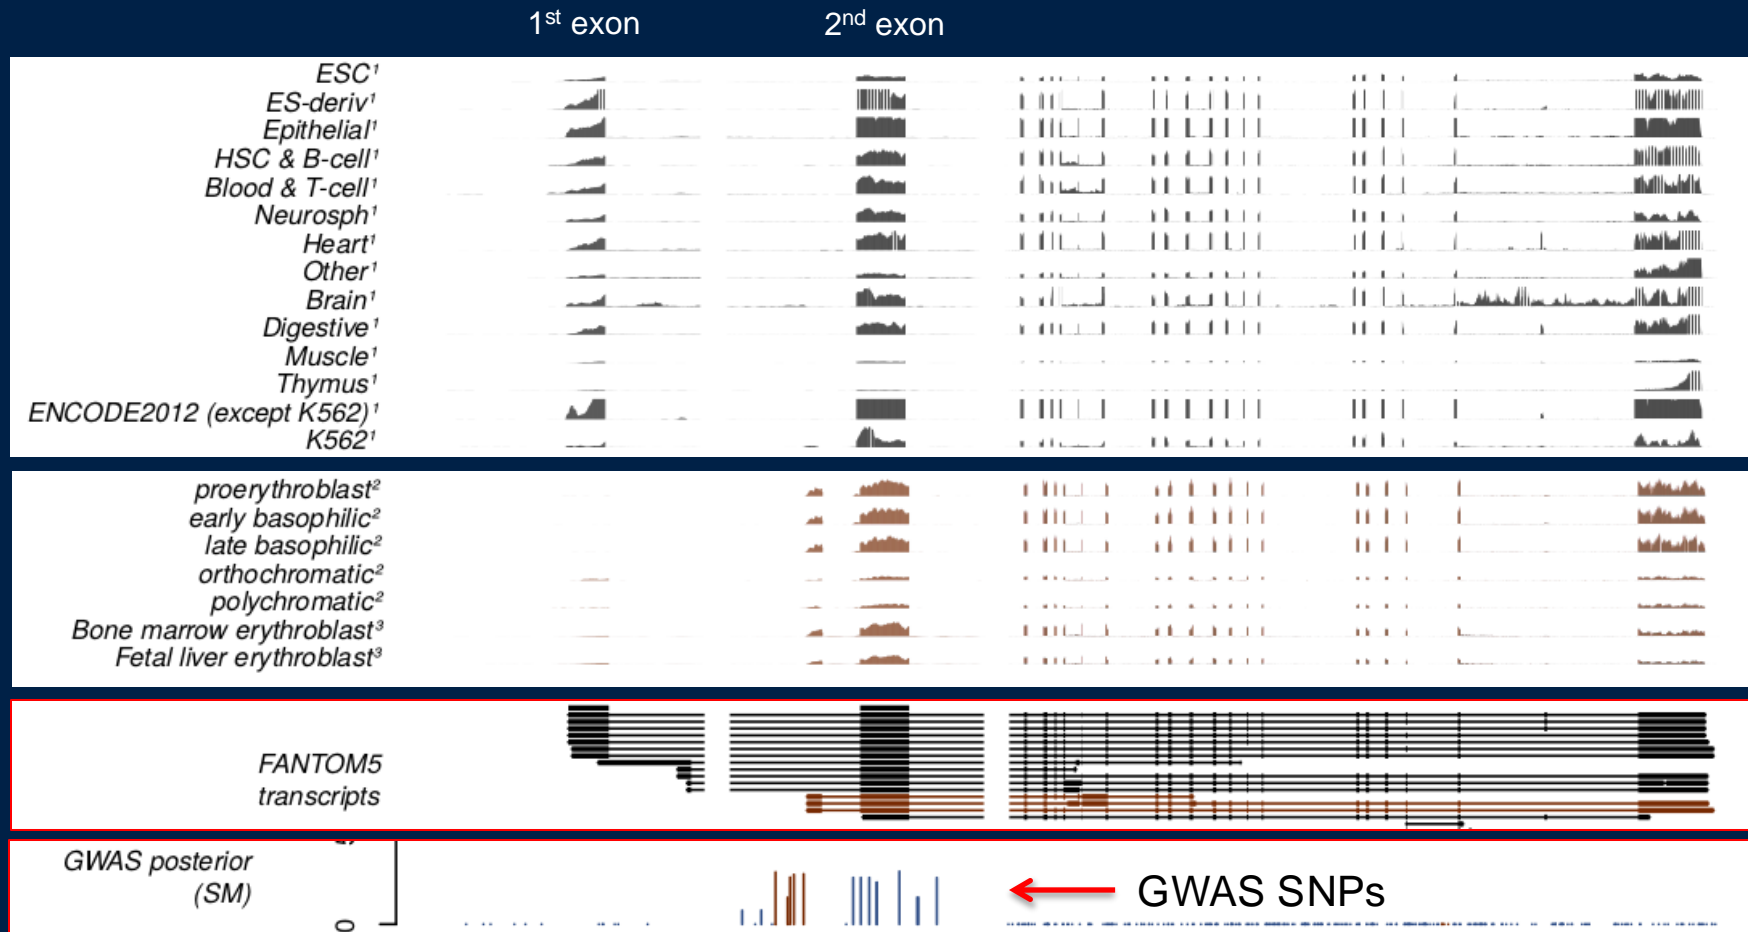 1st exon 2nd exon
ESC¹
ES-deriv¹
Epithelial¹
HSC & B-cell¹
Blood & T-cell¹
Neurosph¹
Heart¹
Other¹
Brain¹
Digestive¹
Muscle¹
Thymus¹
ENCODE2012 (except K562)¹
K562¹
proerythroblast²
early basophilic²
late basophilic²
orthochromatic²
polychromatic²
Bone marrow erythroblast³
Fetal liver erythroblast³
FANTOM5
transcripts
GWAS posterior
(SM)
GWAS SNPs
0